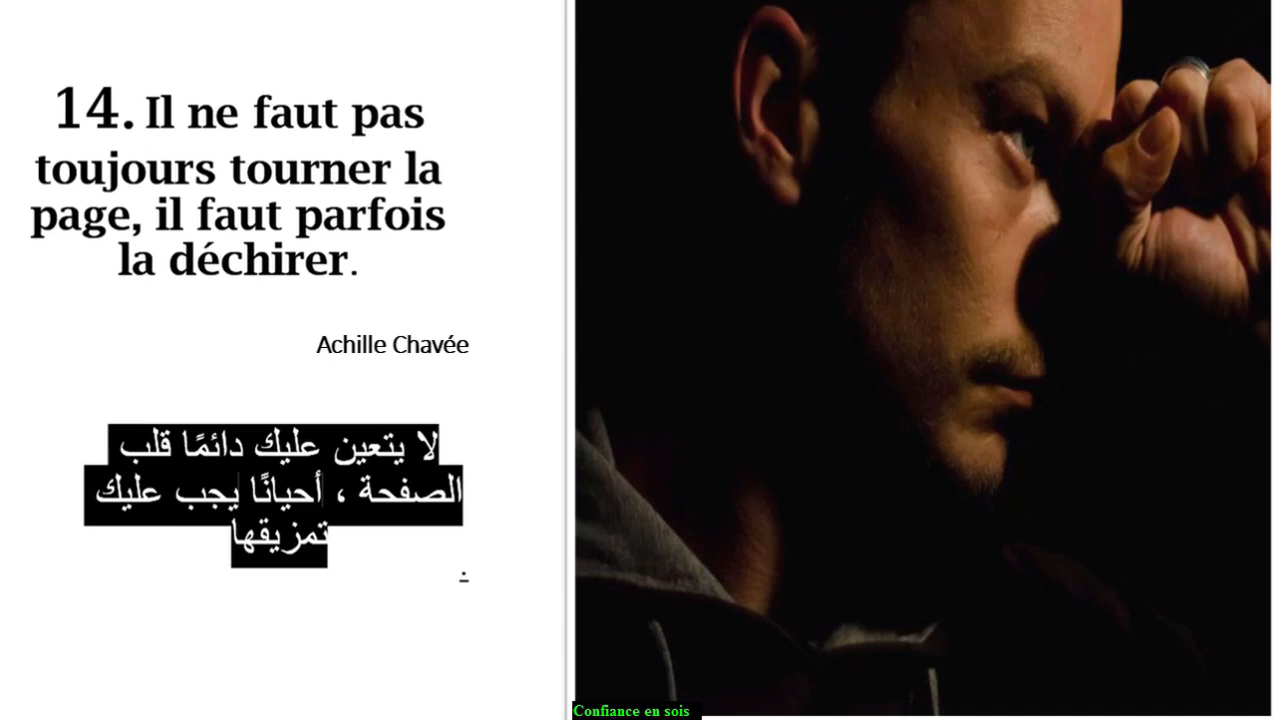 14. Il ne faut pas
toujours tourner la
page, il faut parfois
la déchirer.
Achille Chavée
لا يتعين عليك دائمًا قلب
الصفحة ، أحيانًا يجب عليك
تمزيقها
.
Confiance en sois